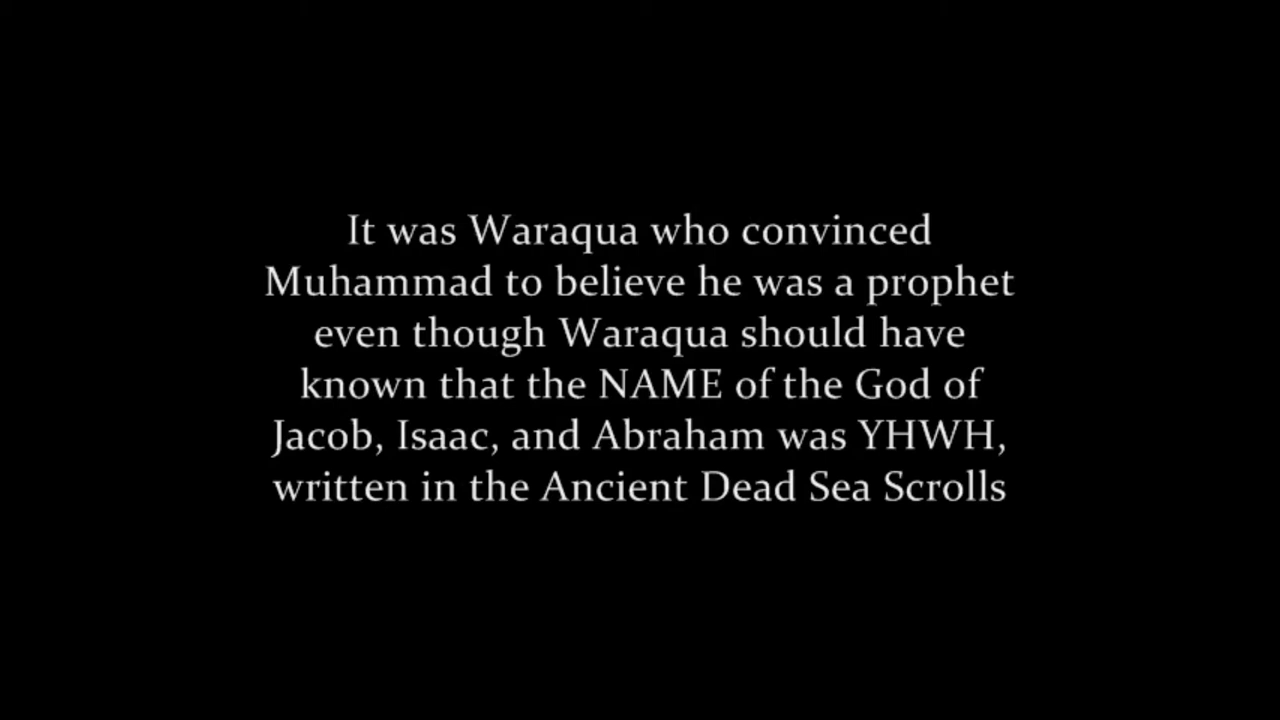 It was Waraqua who convinced
Muhammad to believe he was a prophet
even though Waraqua should have
known that the NAME of the God of
Jacob, Isaac, and Abraham was YHWH,
written in the Ancient Dead Sea Scrolls